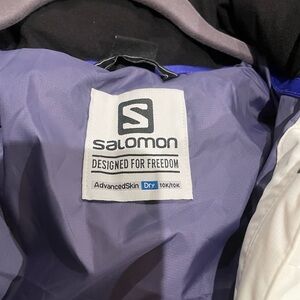 S
salomon
DESIGNED FOR FREEDOM
AdvancedSkin Dry 10K/10K